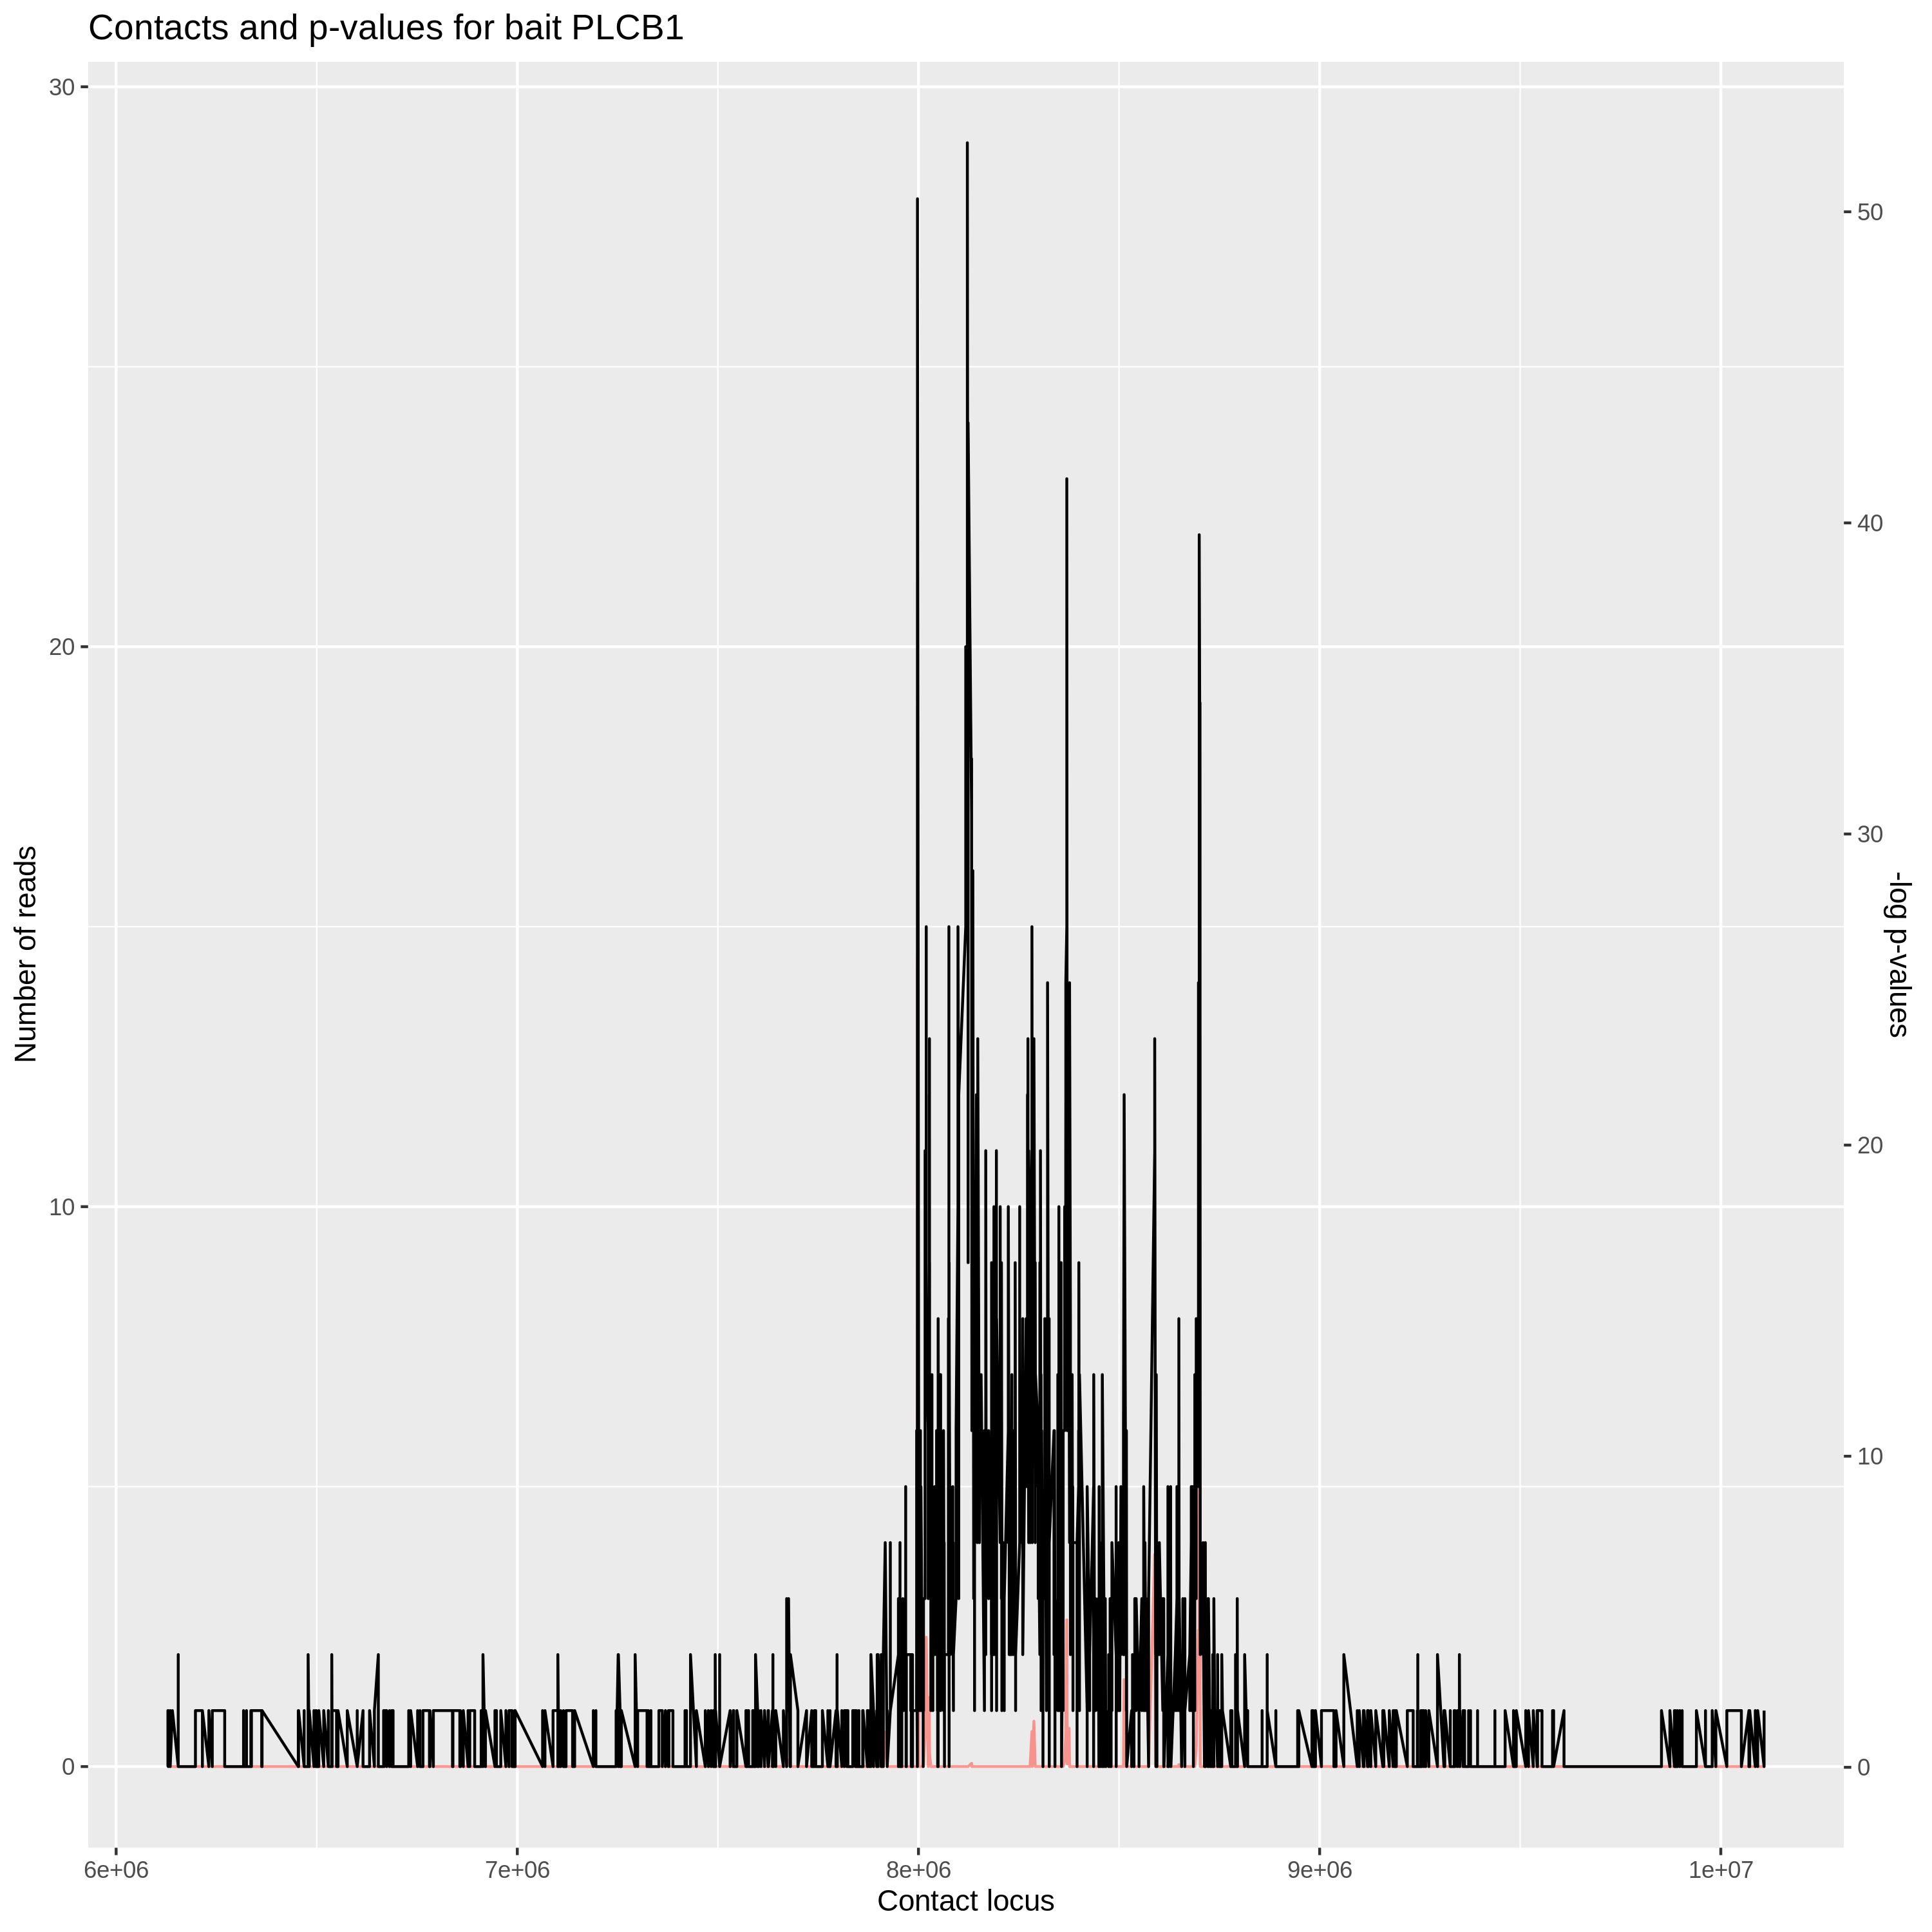 Contacts and p-values for bait PLCB1
30
20
10
0
Number of reads
50
40
30
20
10
0
-log p-values
6e+06
7e+06
8e+06
9e+06
1e+07
Contact locus